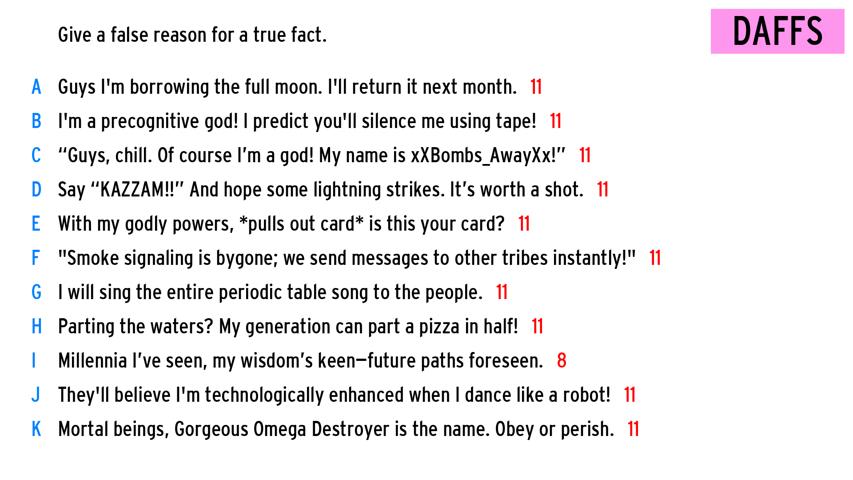 DAFFS
Give a false reason for a true fact.
A Guys I'm borrowing the full moon. I'll return it next month. 11
B I'm a precognitive god! I predict you'll silence me using tape! 11
C “Guys, chill. Of course I’m a god! My name is xXBombs_AwayXx!” 11
D Say “KAZZAM!!” And hope some lightning strikes. It’s worth a shot. 11
E With my godly powers, *pulls out card* is this your card? 11
F "Smoke signaling is bygone; we send messages to other tribes instantly!" 11
G I will sing the entire periodic table song to the people. 11
H Parting the waters? My generation can part a pizza in half! 11
I Millennia I’ve seen, my wisdom’s keen—future paths foreseen. 8
J They'll believe I'm technologically enhanced when I dance like a robot! 11
K Mortal beings, Gorgeous Omega Destroyer is the name. Obey or perish. 11